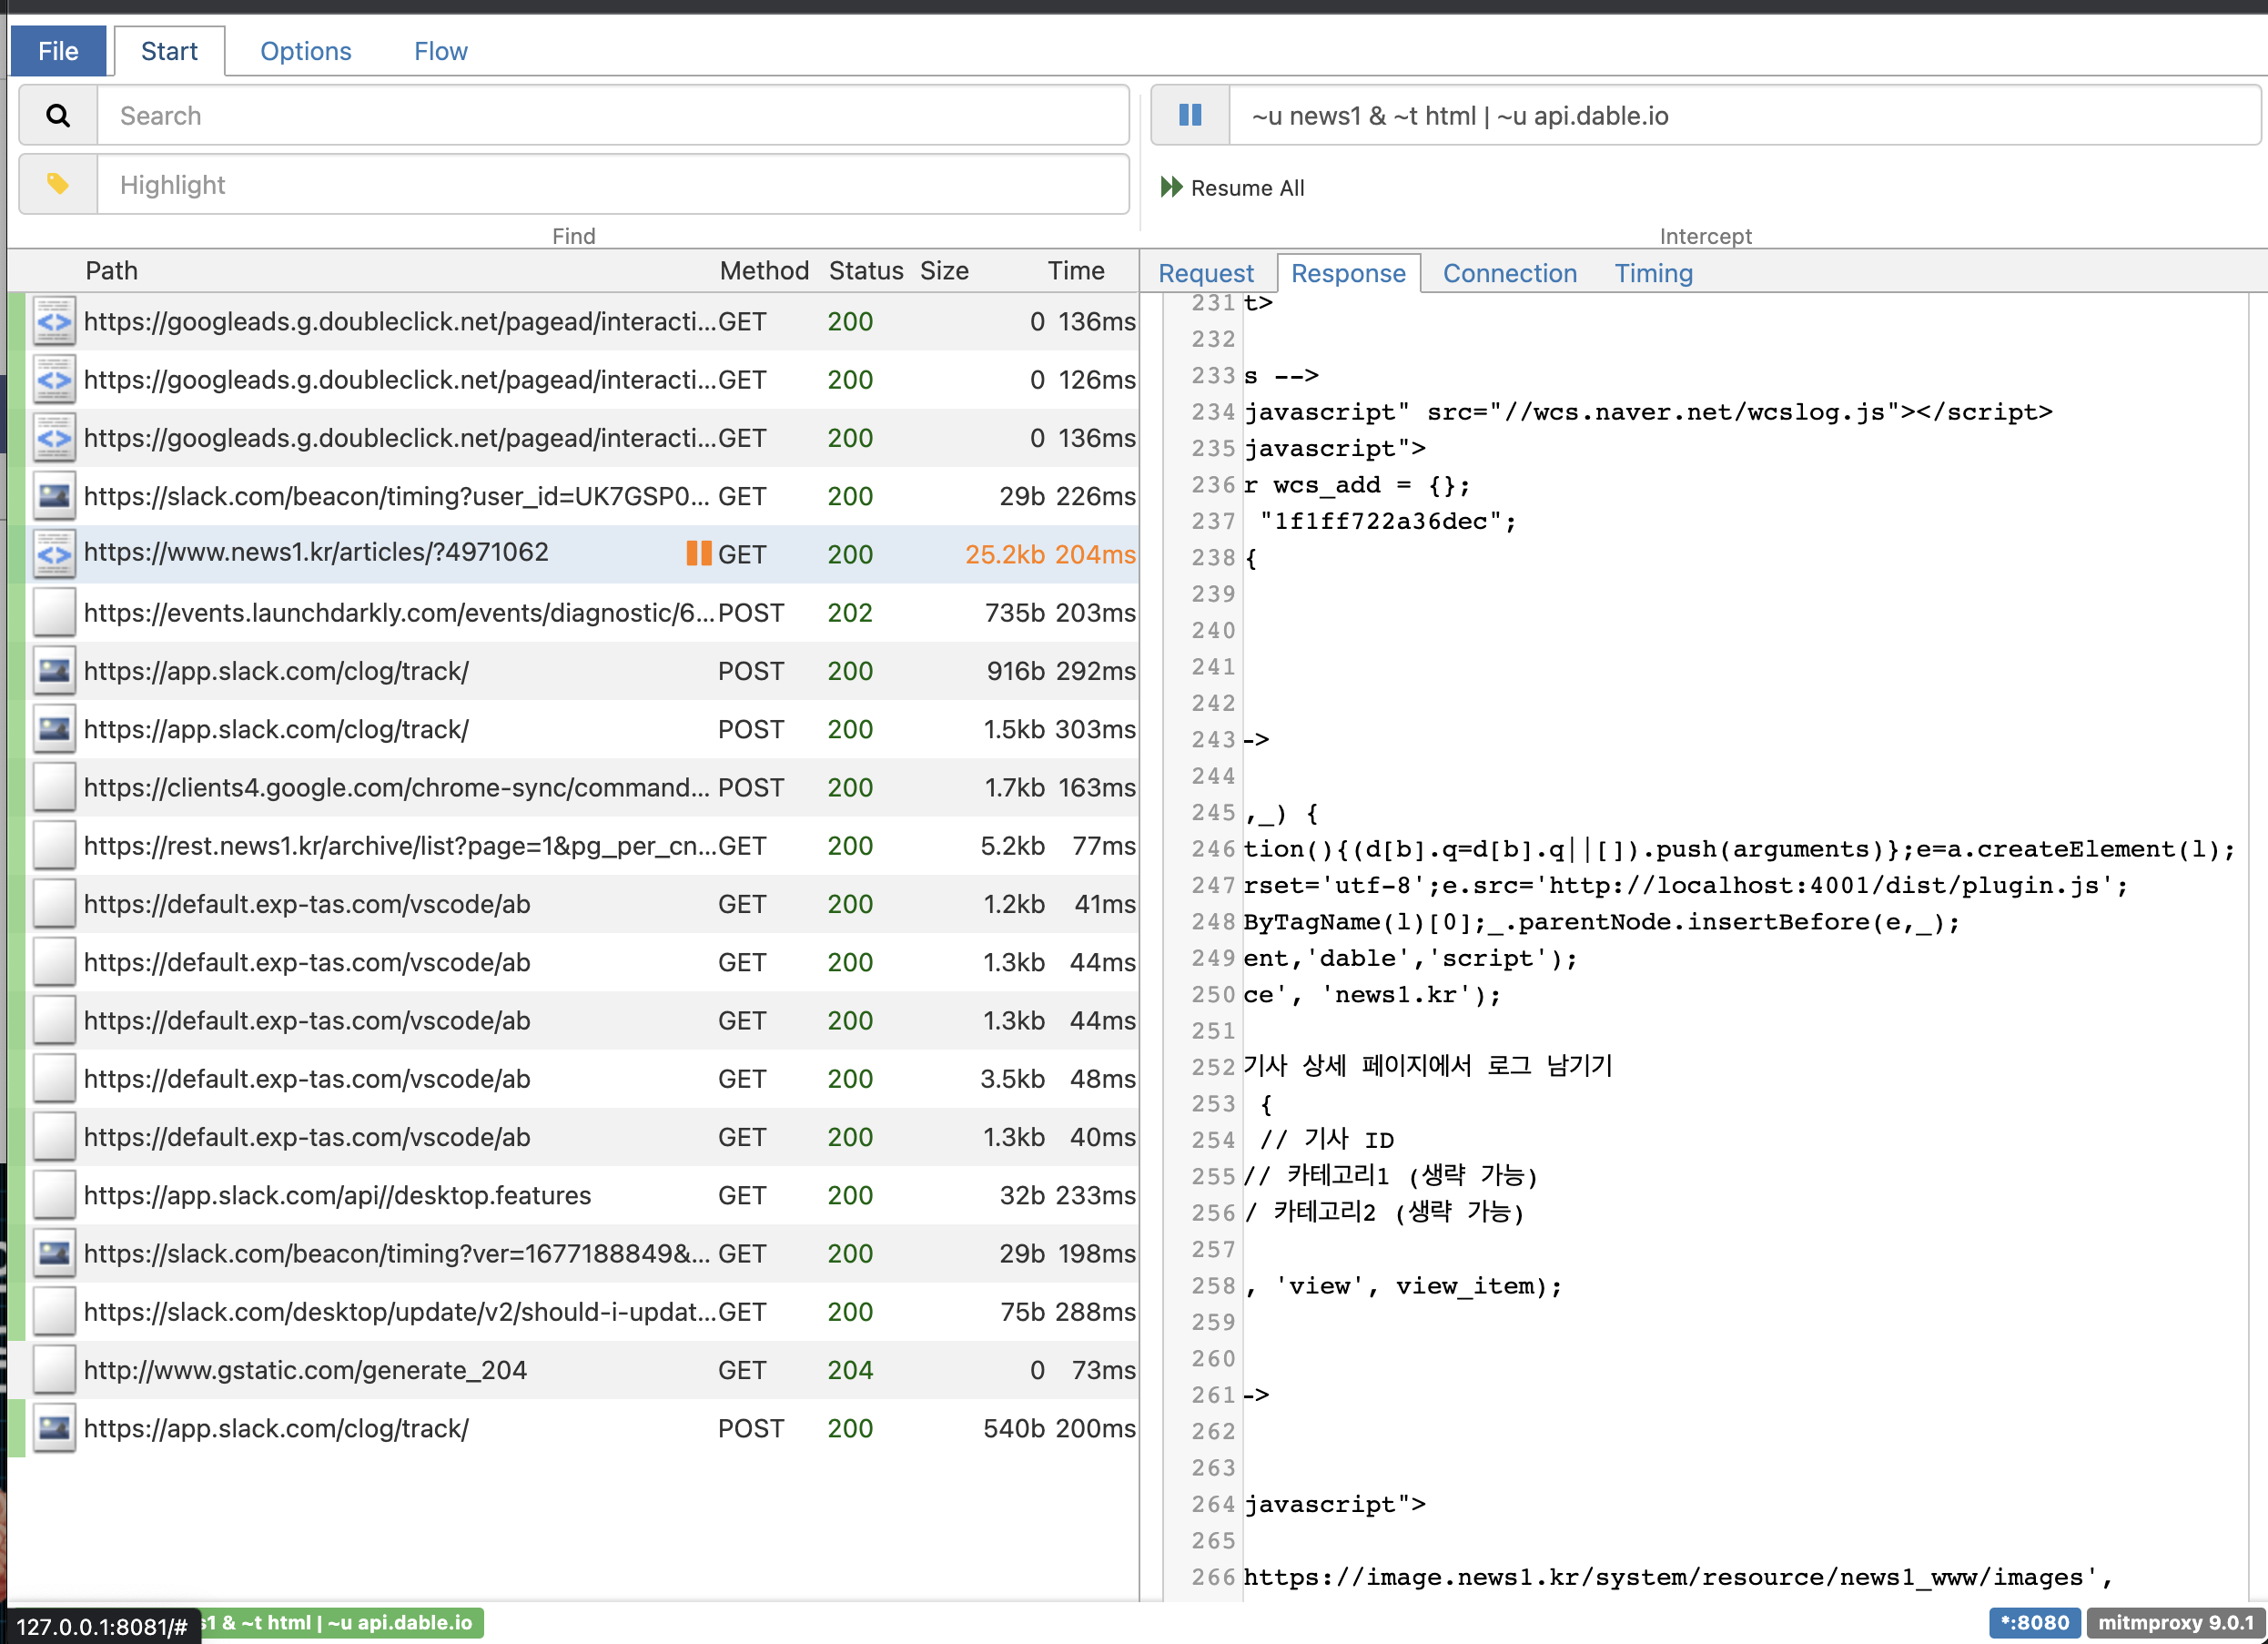 File Start Options Flow
Search
~u news1 & ~t html | ~u api.dable.io
Highlight
Resume All
Find
Intercept
Path Method Status Size Time
Request Response Connection Timing
https://googleads.g.doubleclick.net/pagead/interacti... GET 200 0 136ms
https://googleads.g.doubleclick.net/pagead/interacti... GET 200 0 126ms
https://googleads.g.doubleclick.net/pagead/interacti... GET 200 0 136ms
https://slack.com/beacon/timing?user_id=UK7GSP0... GET 200 29b 226ms
https://www.news1.kr/articles/?4971062 GET 200 25.2kb 204ms
https://events.launchdarkly.com/events/diagnostic/6... POST 202 735b 203ms
https://app.slack.com/clog/track/ POST 200 916b 292ms
https://app.slack.com/clog/track/ POST 200 1.5kb 303ms
https://clients4.google.com/chrome-sync/command... POST 200 1.7kb 163ms
https://rest.news1.kr/archive/list?page=1&pg_per_cn... GET 200 5.2kb 77ms
https://default.exp-tas.com/vscode/ab GET 200 1.2kb 41ms
https://default.exp-tas.com/vscode/ab GET 200 1.3kb 44ms
https://default.exp-tas.com/vscode/ab GET 200 1.3kb 44ms
https://default.exp-tas.com/vscode/ab GET 200 3.5kb 48ms
https://default.exp-tas.com/vscode/ab GET 200 1.3kb 40ms
https://app.slack.com/api//desktop.features GET 200 32b 233ms
https://slack.com/beacon/timing?ver=1677188849&... GET 200 29b 198ms
https://slack.com/desktop/update/v2/should-i-updat... GET 200 75b 288ms
http://www.gstatic.com/generate_204 GET 204 0 73ms
https://app.slack.com/clog/track/ POST 200 540b 200ms
231 t>
232
233 s -->
234 javascript" src="//wcs.naver.net/wcslog.js"></script>
235 javascript">
236 r wcs_add = {};
237 "1f1ff722a36dec";
238 {
239
240
241
242
243 ->
244
245 ,_) {
246 tion(){(d[b].q=d[b].q||[]).push(arguments)};e=a.createElement(l);
247 rset='utf-8';e.src='http://localhost:4001/dist/plugin.js';
248 ByTagName(l)[0];_.parentNode.insertBefore(e,_);
249 ent,'dable','script');
250 ce', 'news1.kr');
251
252 기사 상세 페이지에서 로그 남기기
253 {
254 // 기사 ID
255 // 카테고리1 (생략 가능)
256 / 카테고리2 (생략 가능)
257
258 , 'view', view_item);
259
260
261 ->
262
263
264 javascript">
265
266 https://image.news1.kr/system/resource/news1_www/images',
127.0.0.1:8081/# s1 & ~t html | ~u api.dable.io
*:8080 mitmproxy 9.0.1